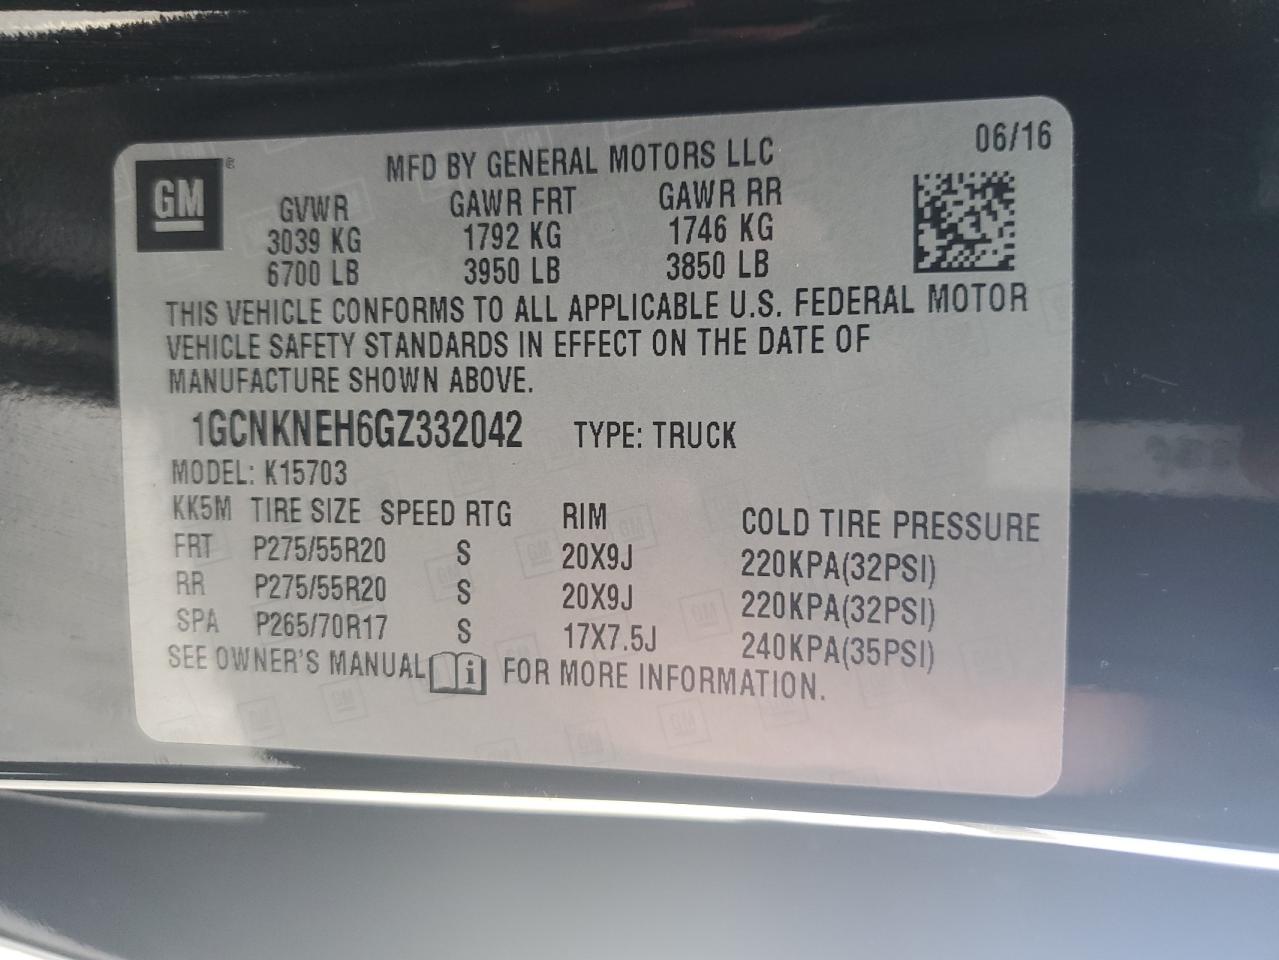 06/16
GM ®
MFD BY GENERAL MOTORS LLC
GVWR GAWR FRT GAWR RR
3039 KG 1792 KG 1746 KG
6700 LB 3950 LB 3850 LB
THIS VEHICLE CONFORMS TO ALL APPLICABLE U.S. FEDERAL MOTOR
VEHICLE SAFETY STANDARDS IN EFFECT ON THE DATE OF
MANUFACTURE SHOWN ABOVE.
1GCNKNEH6GZ332042 TYPE: TRUCK
MODEL: K15703
KK5M TIRE SIZE SPEED RTG RIM COLD TIRE PRESSURE
FRT P275/55R20 S 20X9J 220KPA(32PSI)
RR P275/55R20 S 20X9J 220KPA(32PSI)
SPA P265/70R17 S 17X7.5J 240KPA(35PSI)
SEE OWNER'S MANUAL i FOR MORE INFORMATION.